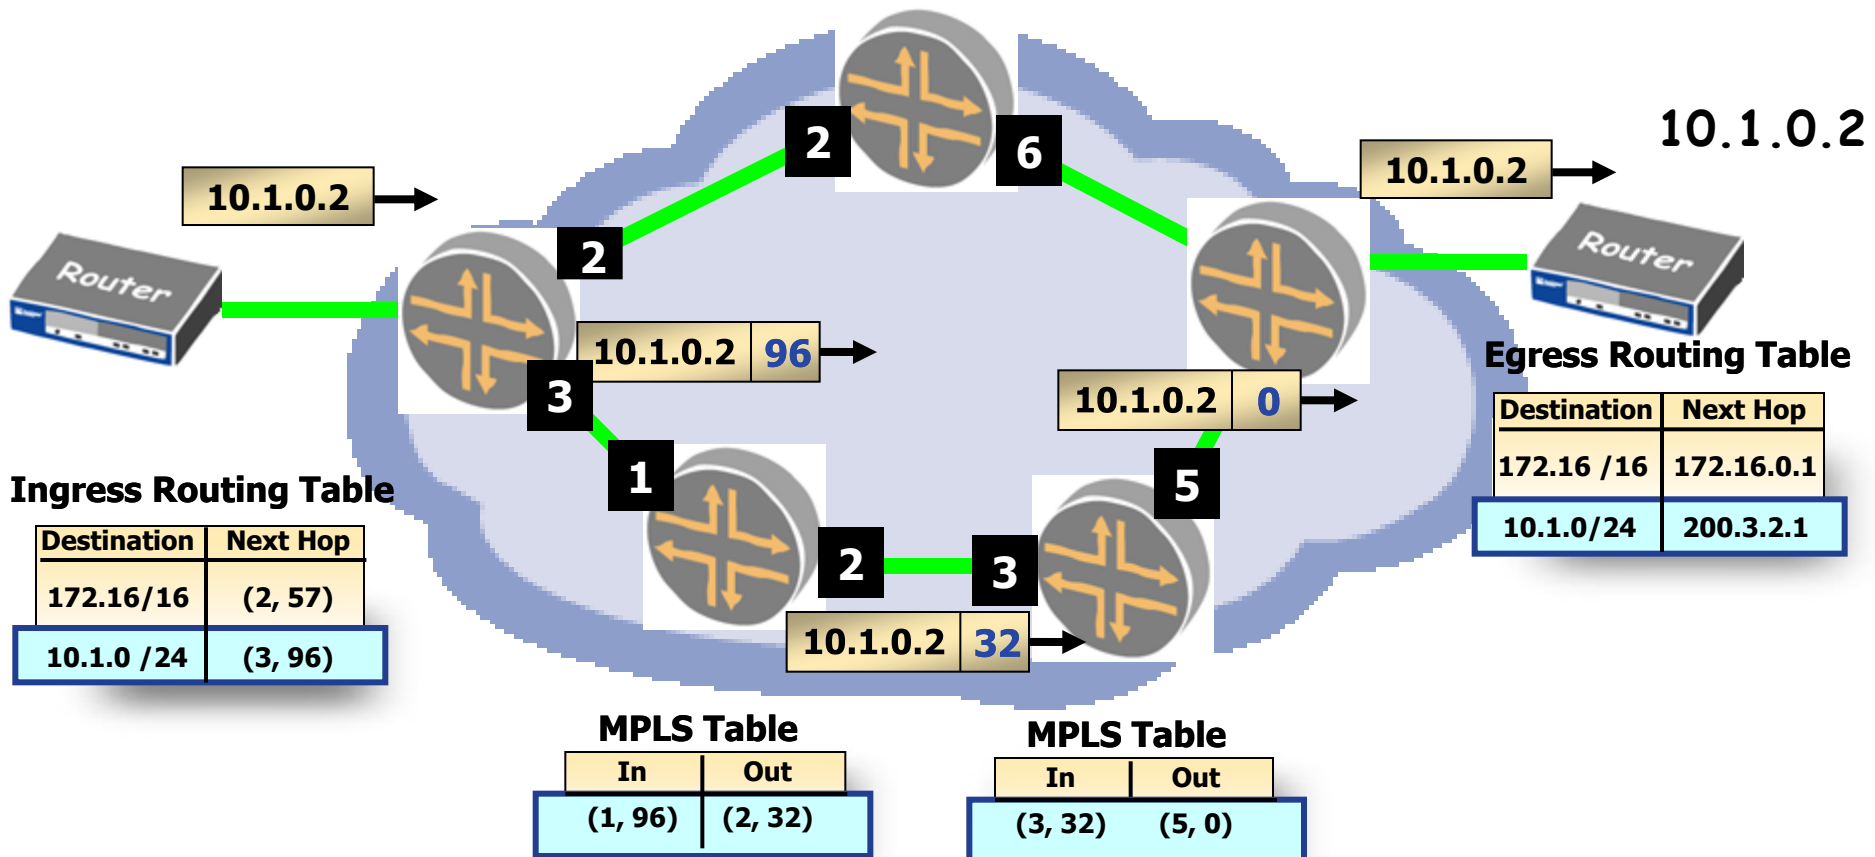 10.1.0.2
2
6
10.1.0.2
10.1.0.2
2
Router
Router
10.1.0.2 96
3
10.1.0.2 0
1
5
2
3
10.1.0.2 32
Ingress Routing Table
Destination Next Hop
172.16/16 (2, 57)
10.1.0 /24 (3, 96)
Egress Routing Table
Destination Next Hop
172.16 /16 172.16.0.1
10.1.0/24 200.3.2.1
MPLS Table
In Out
(1, 96) (2, 32)
MPLS Table
In Out
(3, 32) (5, 0)